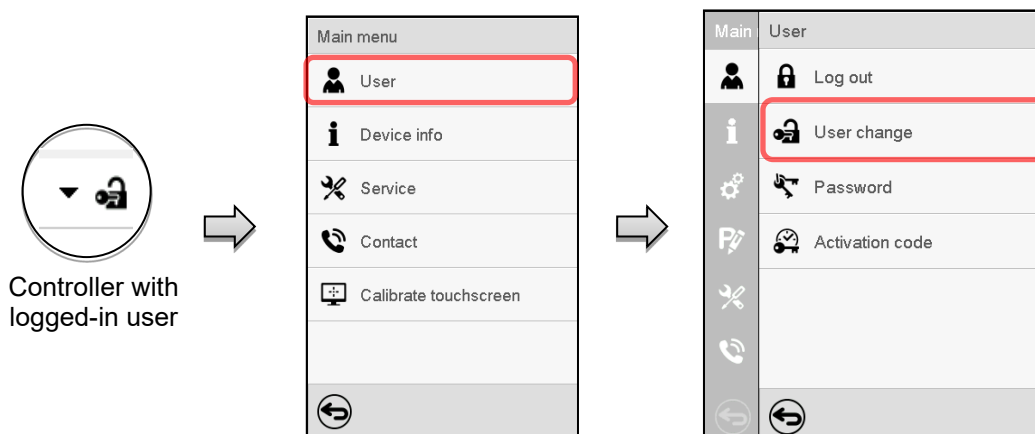 Controller with
logged-in user
Main menu
User
Device info
Service
Contact
Calibrate touchscreen
Main
User
Log out
User change
Password
Activation code